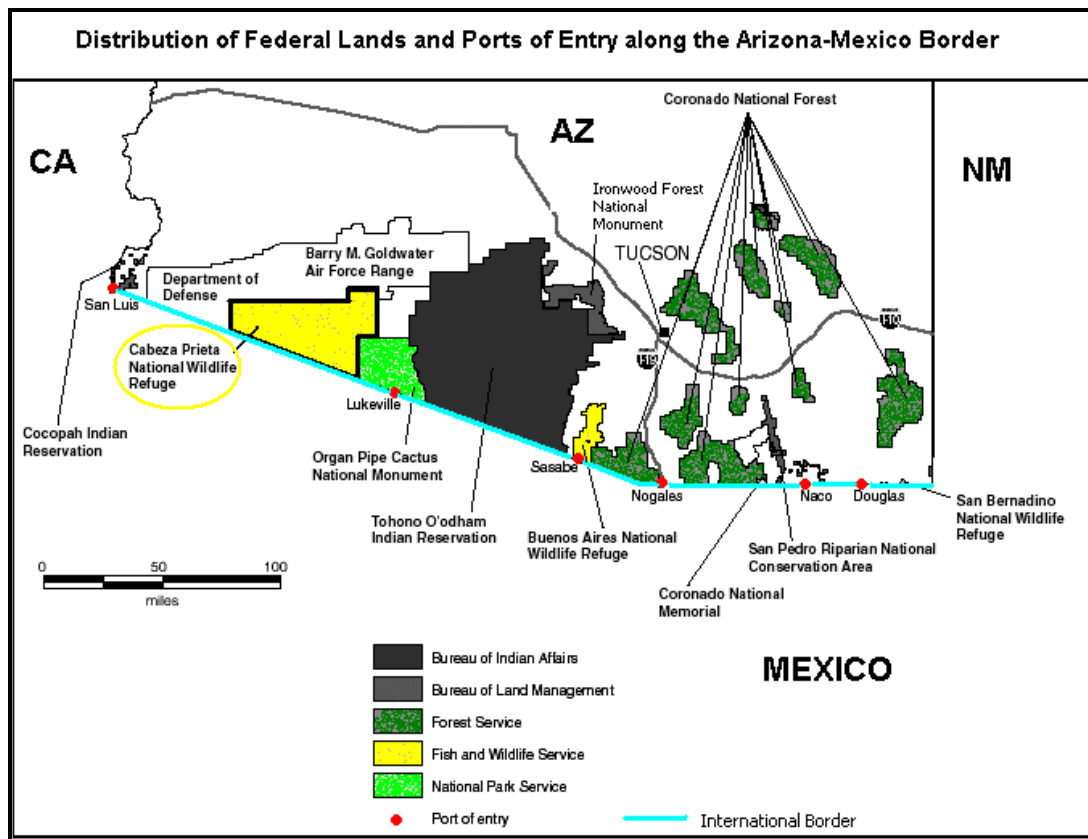 Distribution of Federal Lands and Ports of Entry along the Arizona-Mexico Border
Coronado National Forest
CA
AZ
NM
Ironwood Forest
National
Monument
TUCSON
Barry M. Goldwater
Air Force Range
Department of
Defense
San Luis
I-10
I-19
Cabeza Prieta
National Wildlife
Refuge
Lukeville
Cocopah Indian
Reservation
Organ Pipe Cactus
National Monument
Sasabe
Nogales
Naco
Douglas
San Bernadino
National Wildlife
Refuge
Tohono O'odham
Indian Reservation
Buenos Aires National
Wildlife Refuge
San Pedro Riparian National
Conservation Area
Coronado National
Memorial
0 50 100
miles
MEXICO
Bureau of Indian Affairs
Bureau of Land Management
Forest Service
Fish and Wildlife Service
National Park Service
Port of entry
International Border